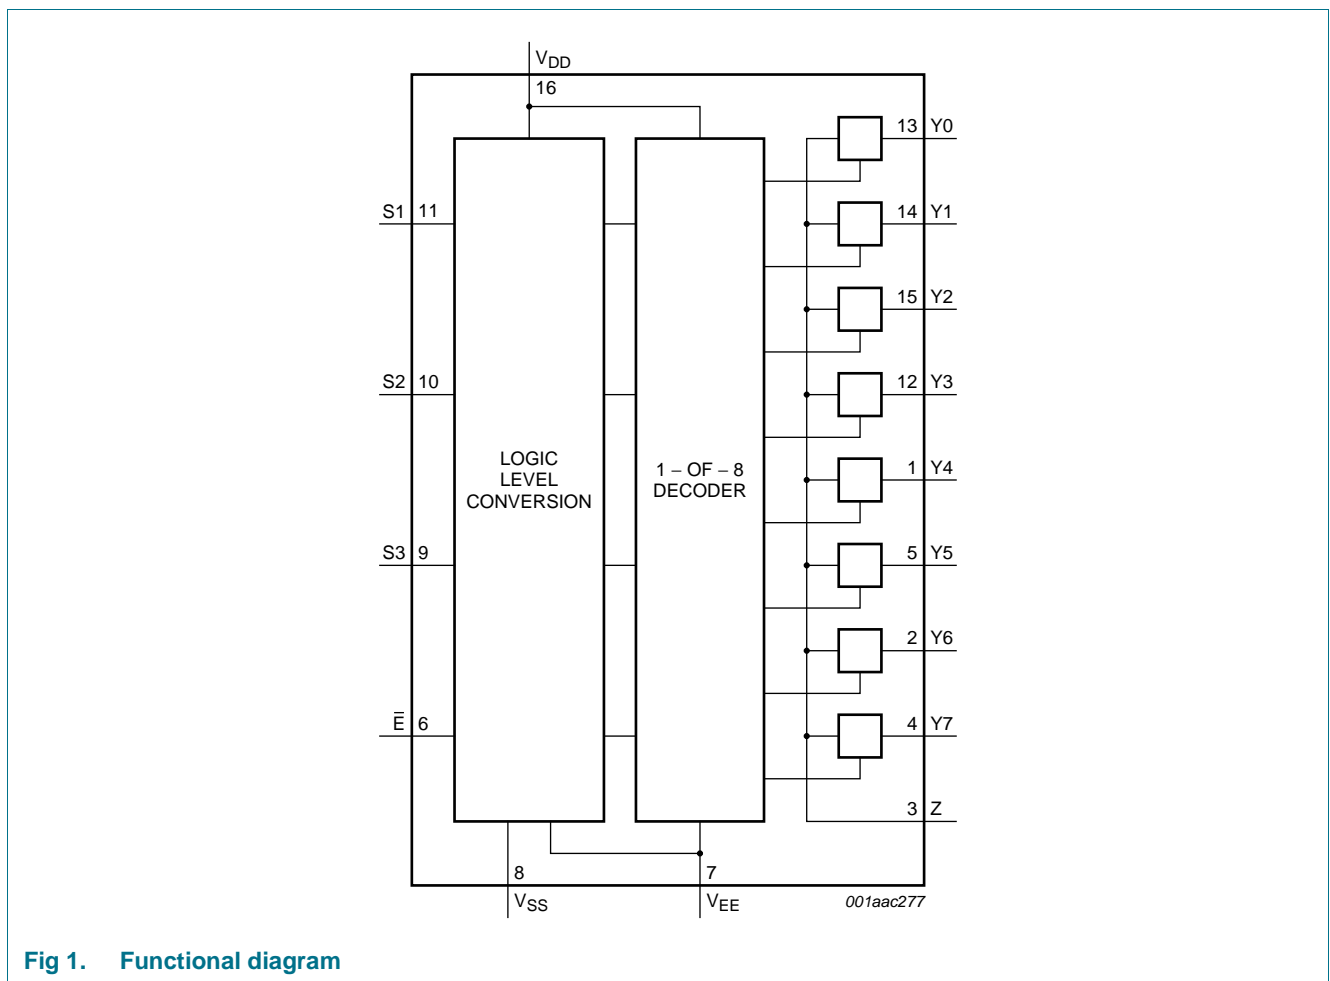 VDD
16
13 Y0
S1 11
14 Y1
15 Y2
S2 10
12 Y3
LOGIC
LEVEL
CONVERSION
1 – OF – 8
DECODER
1 Y4
S3 9
5 Y5
2 Y6
E̅ 6
4 Y7
3 Z
8
7
VSS
VEE
001aac277
Fig 1. Functional diagram